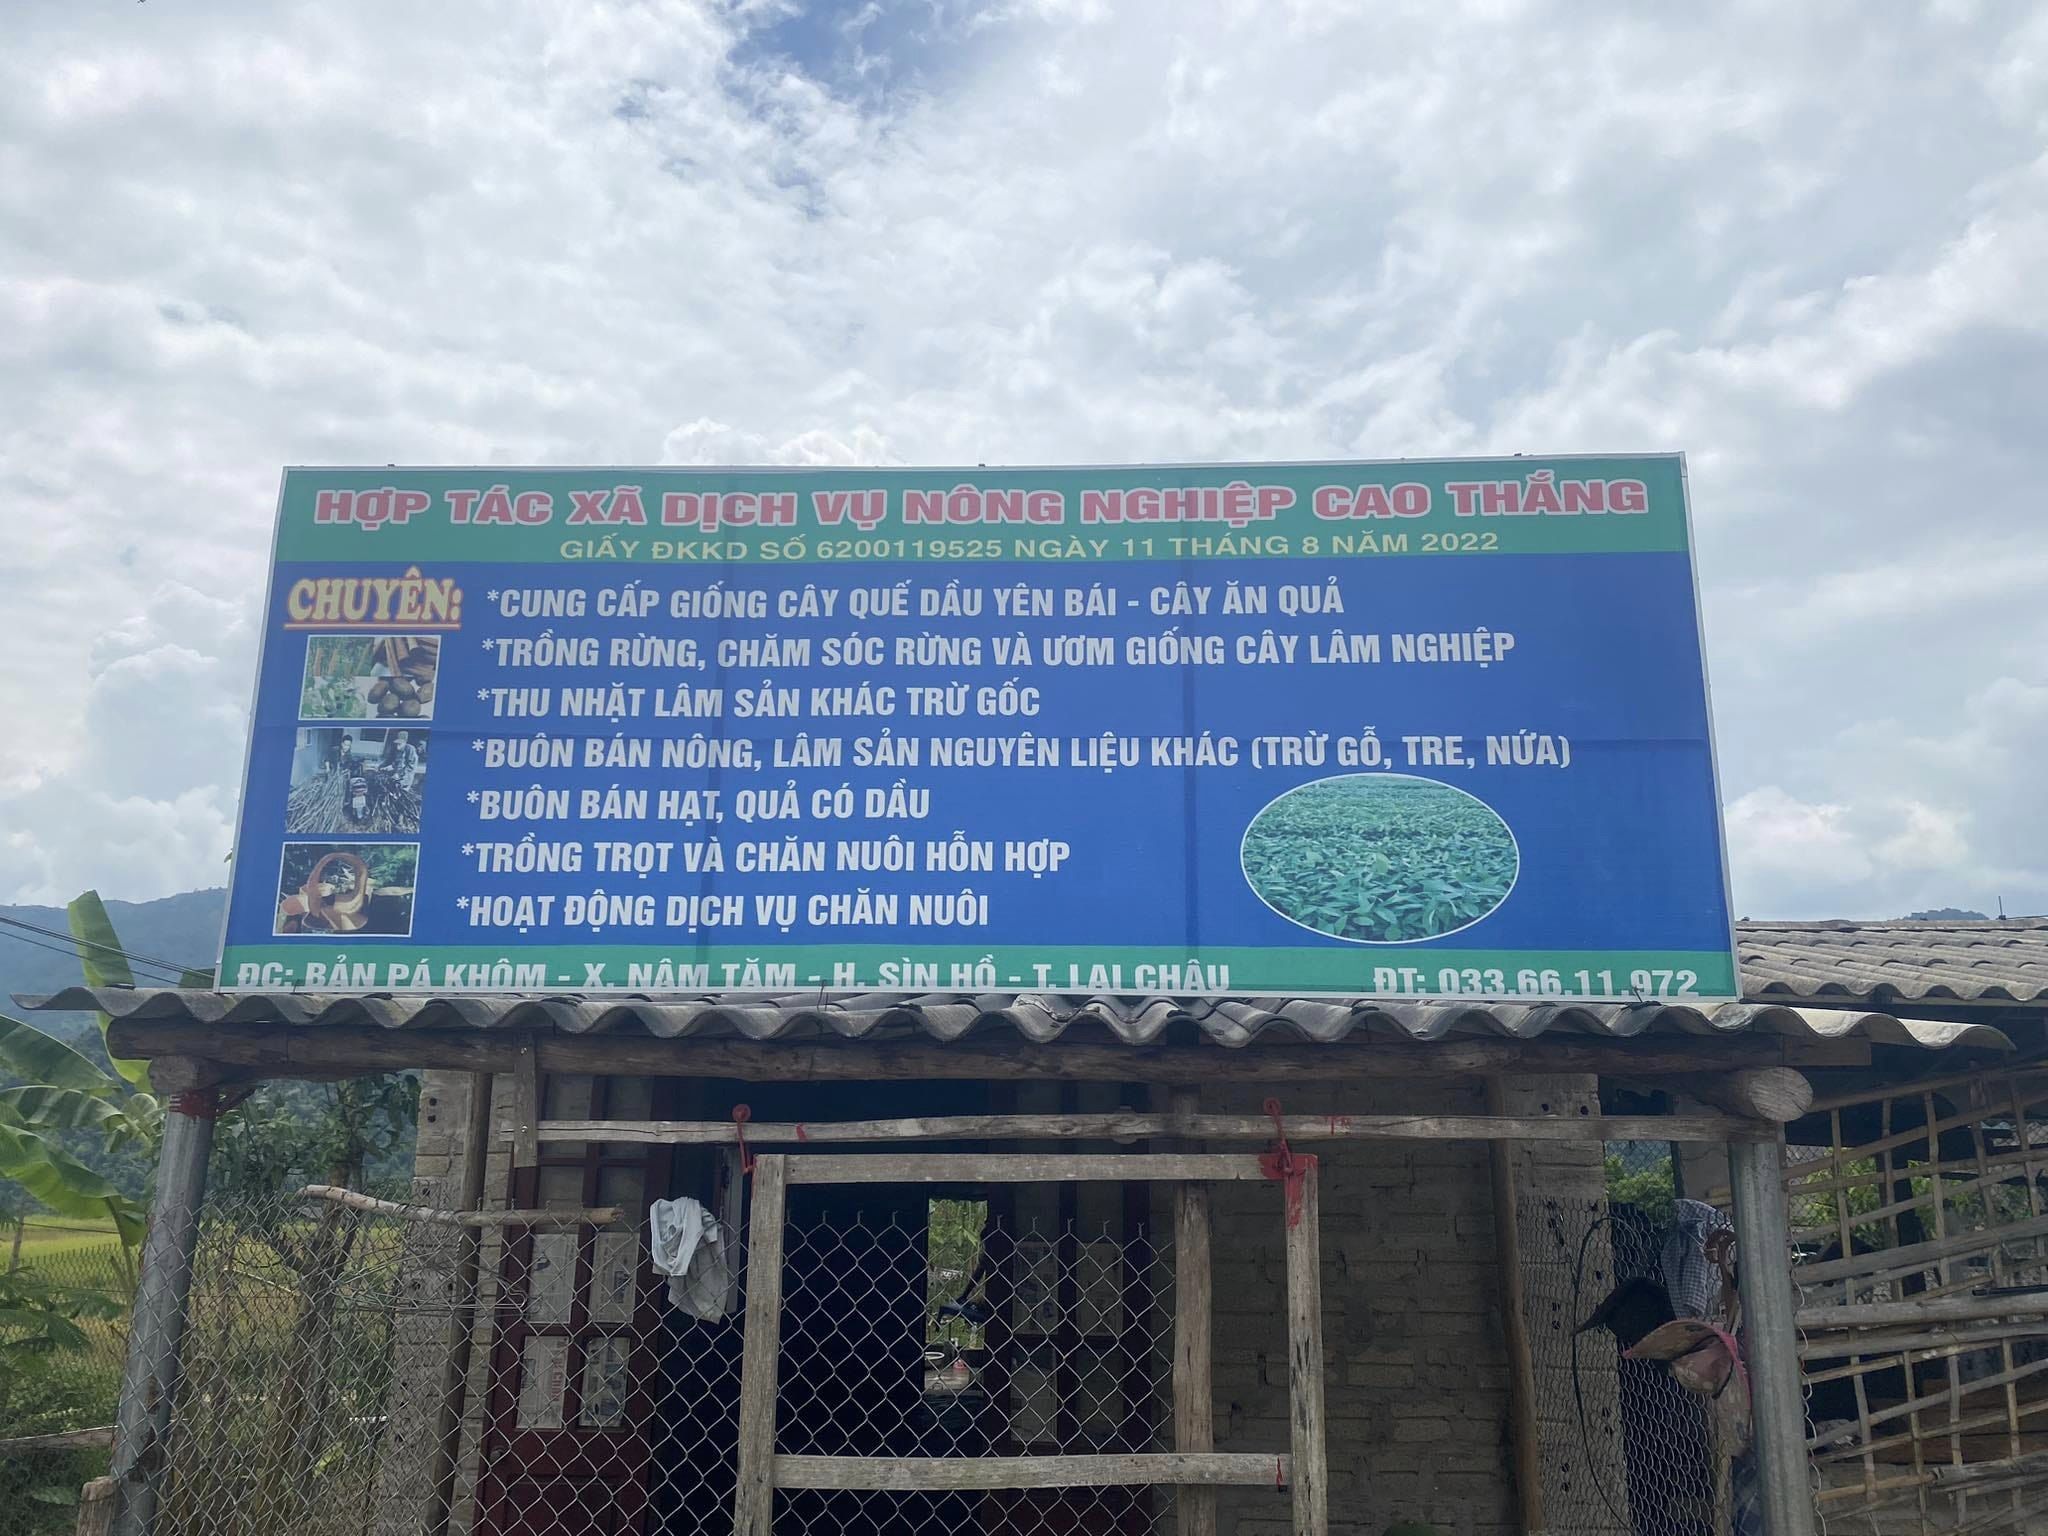 HỢP TÁC XÃ DỊCH VỤ NÔNG NGHIỆP CAO THẮNG
GIẤY ĐKKD SỐ 6200119525 NGÀY 11 THÁNG 8 NĂM 2022
CHUYÊN:
*CUNG CẤP GIỐNG CÂY QUẾ DẦU YÊN BÁI - CÂY ĂN QUẢ
*TRỒNG RỪNG, CHĂM SÓC RỪNG VÀ ƯƠM GIỐNG CÂY LÂM NGHIỆP
*THU NHẶT LÂM SẢN KHÁC TRỪ GỐC
*BUÔN BÁN NÔNG, LÂM SẢN NGUYÊN LIỆU KHÁC (TRỪ GỖ, TRE, NỨA)
*BUÔN BÁN HẠT, QUẢ CÓ DẦU
*TRỒNG TRỌT VÀ CHĂN NUÔI HỖN HỢP
*HOẠT ĐỘNG DỊCH VỤ CHĂN NUÔI
ĐC: BẢN PÁ KHÔM - X. NẬM TĂM - H. SÌN HỒ - T. LAI CHÂU ĐT: 033.66.11.972